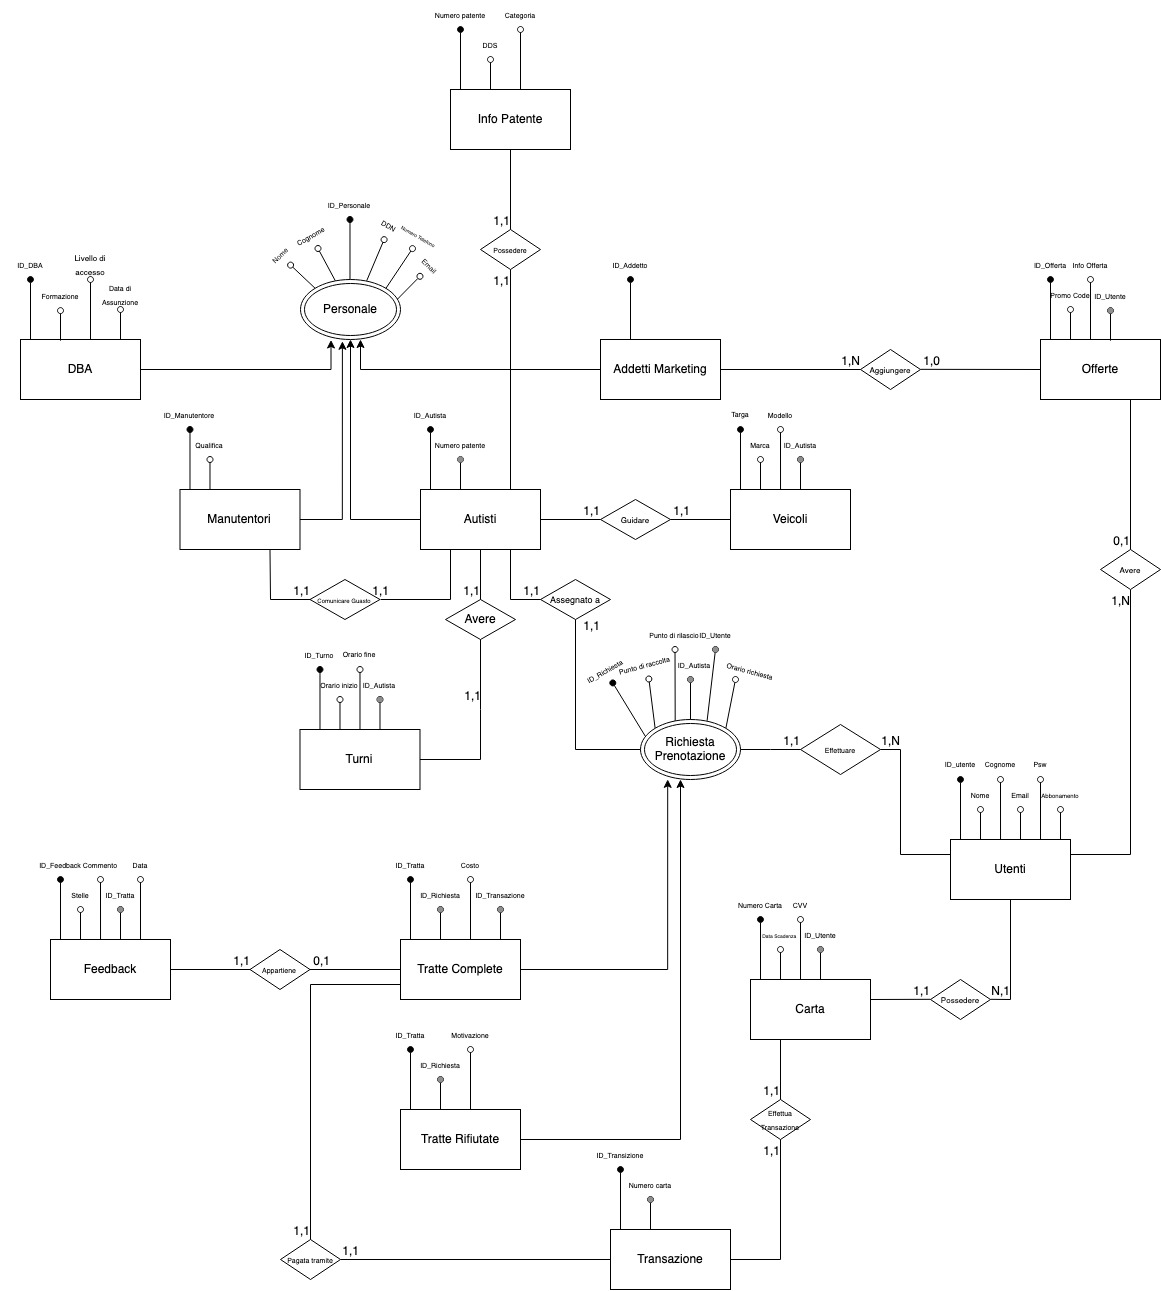 Numero patente
Categoria
DDS
Info Patente
1,1
Possedere
1,1
ID_Personale
Nome
Cognome
DDN
Numero Telefono
Email
Personale
ID_DBA
Livello di
accesso
Formazione
Data di
Assunzione
DBA
ID_Addetto
Addetti Marketing
1,N
Aggiungere
1,0
ID_Offerta
Info Offerta
Promo Code
ID_Utente
Offerte
ID_Manutentore
Qualifica
Manutentori
ID_Autista
Numero patente
Autisti
1,1
Guidare
1,1
Targa
Modello
Marca
ID_Autista
Veicoli
1,1
Comunicare Guasto
1,1
1,1
Avere
1,1
1,1
Assegnato a
1,1
0,1
Avere
1,N
ID_Turno
Orario fine
Orario inizio
ID_Autista
Turni
ID_Richiesta
Punto di raccolta
Punto di rilascio
ID_Autista
ID_Utente
Orario richiesta
Richiesta
Prenotazione
1,1
Effettuare
1,N
ID_utente
Cognome
Psw
Nome
Email
Abbonamento
Utenti
ID_Feedback
Commento
Data
Stelle
ID_Tratta
Feedback
1,1
Appartiene
0,1
ID_Tratta
Costo
ID_Richiesta
ID_Transazione
Tratte Complete
Numero Carta
CVV
Data Scadenza
ID_Utente
Carta
1,1
Possedere
N,1
ID_Tratta
Motivazione
ID_Richiesta
Tratte Rifiutate
1,1
Effettua
Transazione
1,1
ID_Transizione
Numero carta
Transazione
1,1
Pagata tramite
1,1